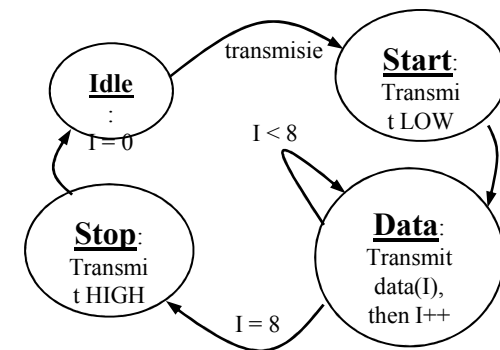 transmisie
Idle
:
I = 0
Start:
Transmi
t LOW
I < 8
Data:
Transmit
data(I),
then I++
Stop:
Transmi
t HIGH
I = 8